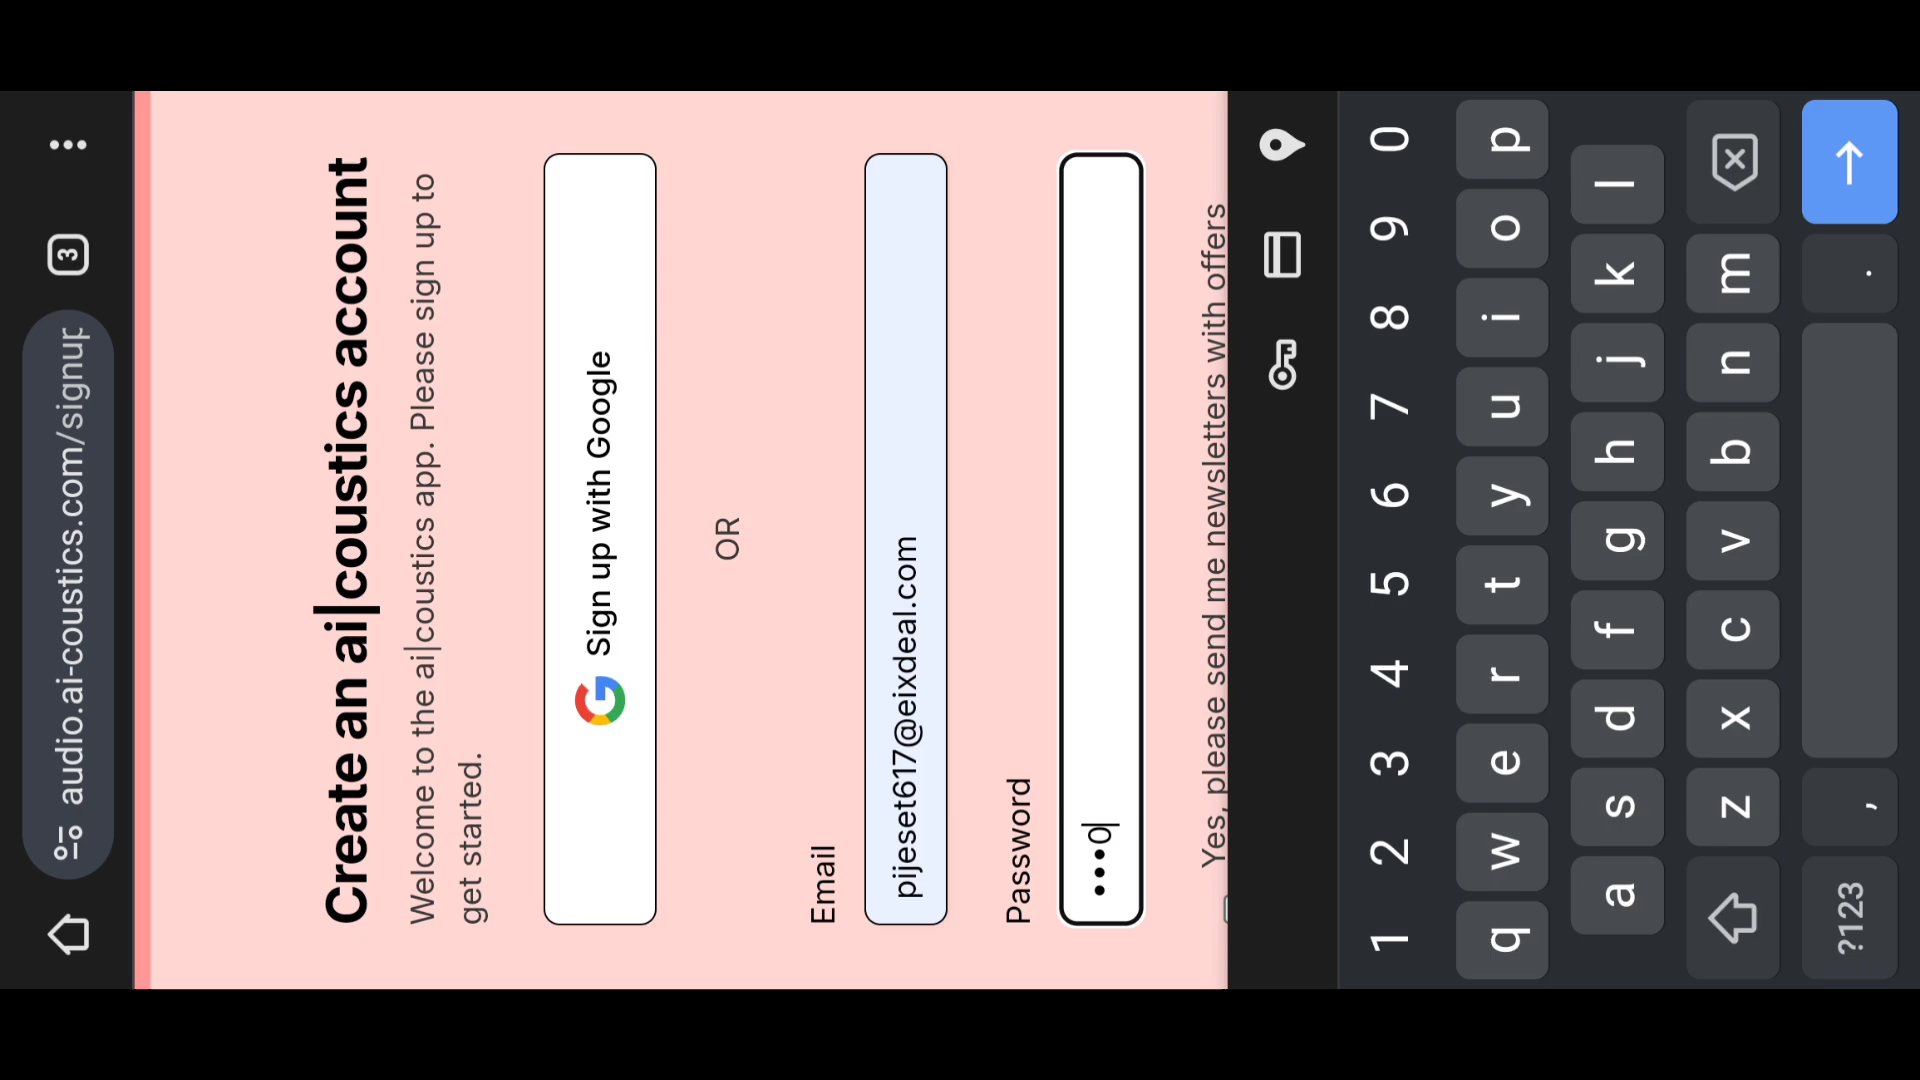 3
audio.ai-coustics.com/signup
Create an ai|coustics account
Welcome to the ai|coustics app. Please sign up to
get started.
Sign up with Google
OR
Email
pijeset617@eixdeal.com
Password
•••0
Yes, please send me newsletters with offers
1 2 3 4 5 6 7 8 9 0
q w e r t y u i o p
a s d f g h j k l
z x c v b n m
?123 , .